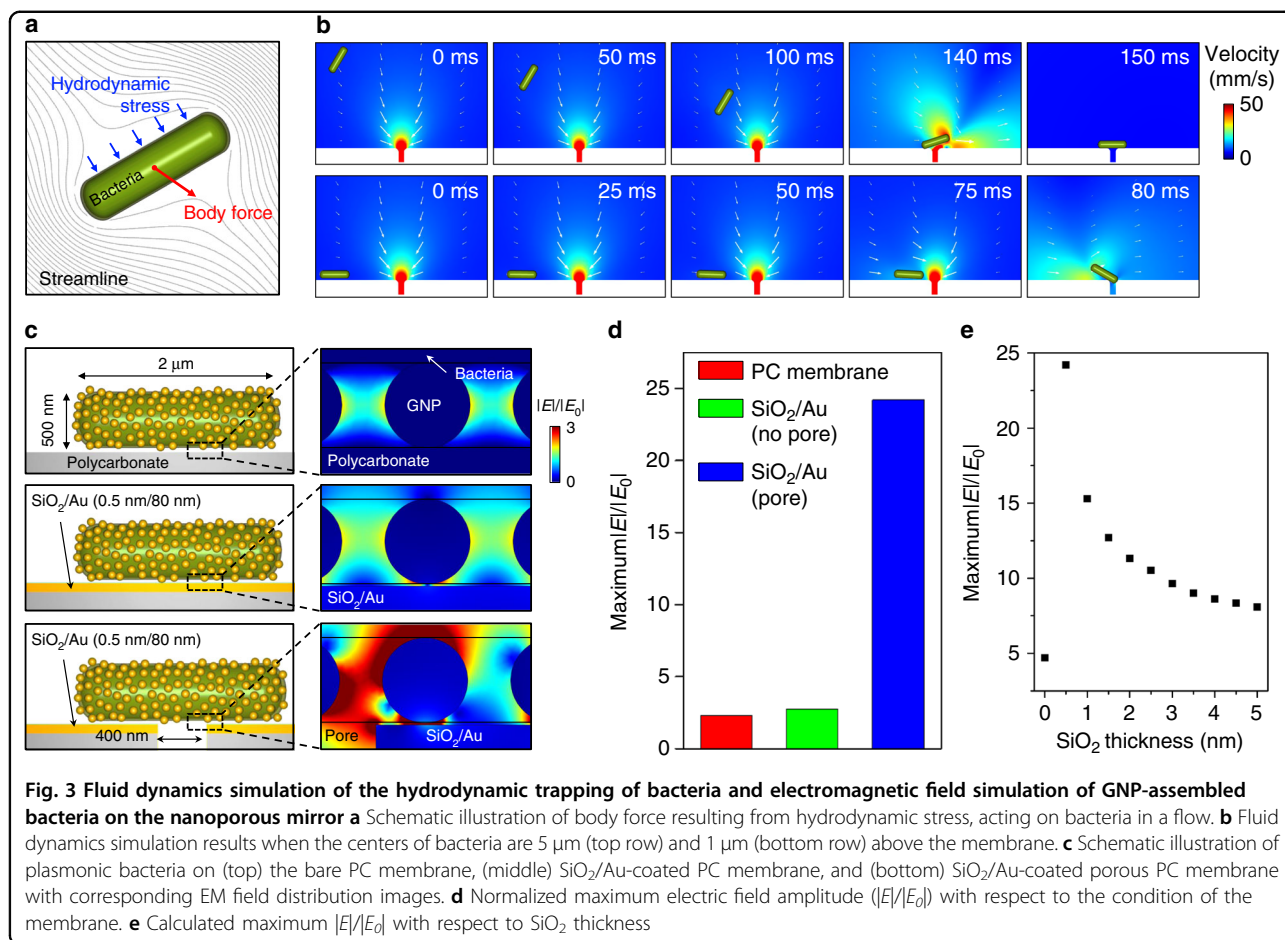 a
Hydrodynamic
stress
Bacteria
Body force
Streamline
b
0 ms
50 ms
100 ms
140 ms
150 ms
Velocity
(mm/s)
50
0
0 ms
25 ms
50 ms
75 ms
80 ms
c
2 μm
500 nm
Polycarbonate
Bacteria
GNP
Polycarbonate
|E|/|E₀|
3
0
SiO₂/Au (0.5 nm/80 nm)
SiO₂/Au
SiO₂/Au (0.5 nm/80 nm)
400 nm
Pore
SiO₂/Au
d
Maximum|E|/|E₀|
25
20
15
10
5
0
PC membrane
SiO₂/Au
(no pore)
SiO₂/Au
(pore)
e
Maximum|E|/|E₀|
25
20
15
10
5
0 1 2 3 4 5
SiO₂ thickness (nm)
Fig. 3 Fluid dynamics simulation of the hydrodynamic trapping of bacteria and electromagnetic field simulation of GNP-assembled
bacteria on the nanoporous mirror a Schematic illustration of body force resulting from hydrodynamic stress, acting on bacteria in a flow. b Fluid
dynamics simulation results when the centers of bacteria are 5 μm (top row) and 1 μm (bottom row) above the membrane. c Schematic illustration of
plasmonic bacteria on (top) the bare PC membrane, (middle) SiO₂/Au-coated PC membrane, and (bottom) SiO₂/Au-coated porous PC membrane
with corresponding EM field distribution images. d Normalized maximum electric field amplitude (|E|/|E₀|) with respect to the condition of the
membrane. e Calculated maximum |E|/|E₀| with respect to SiO₂ thickness